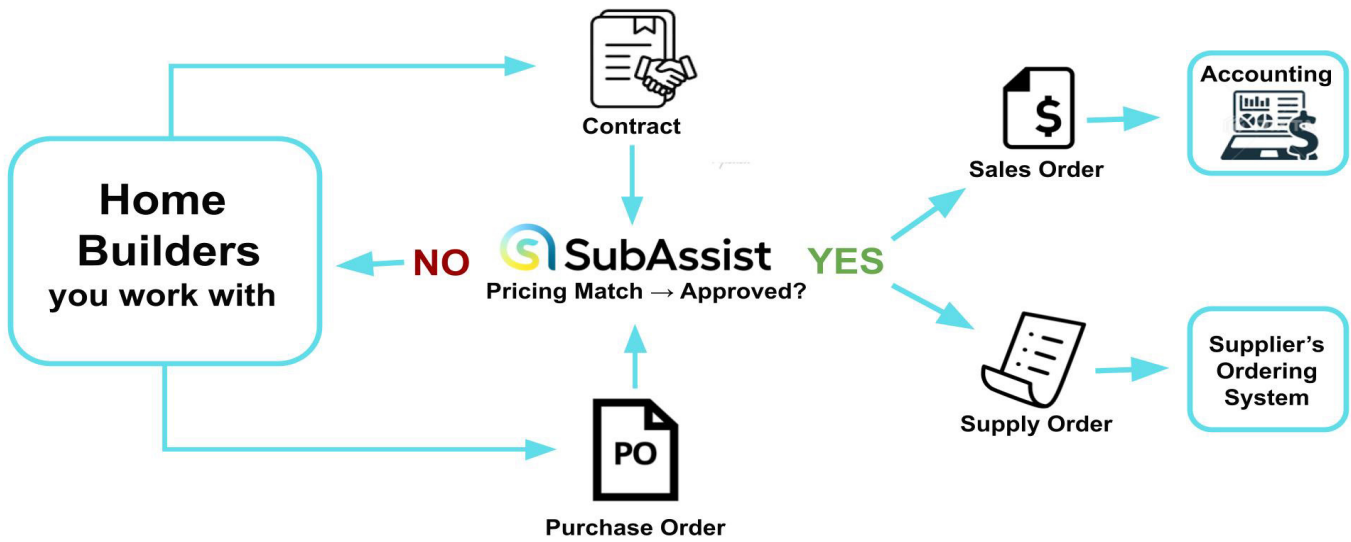 Contract
Home
Builders
you work with
NO
SubAssist
YES
Pricing Match → Approved?
PO
Purchase Order
$
Sales Order
Accounting
$
Supply Order
Supplier's
Ordering
System